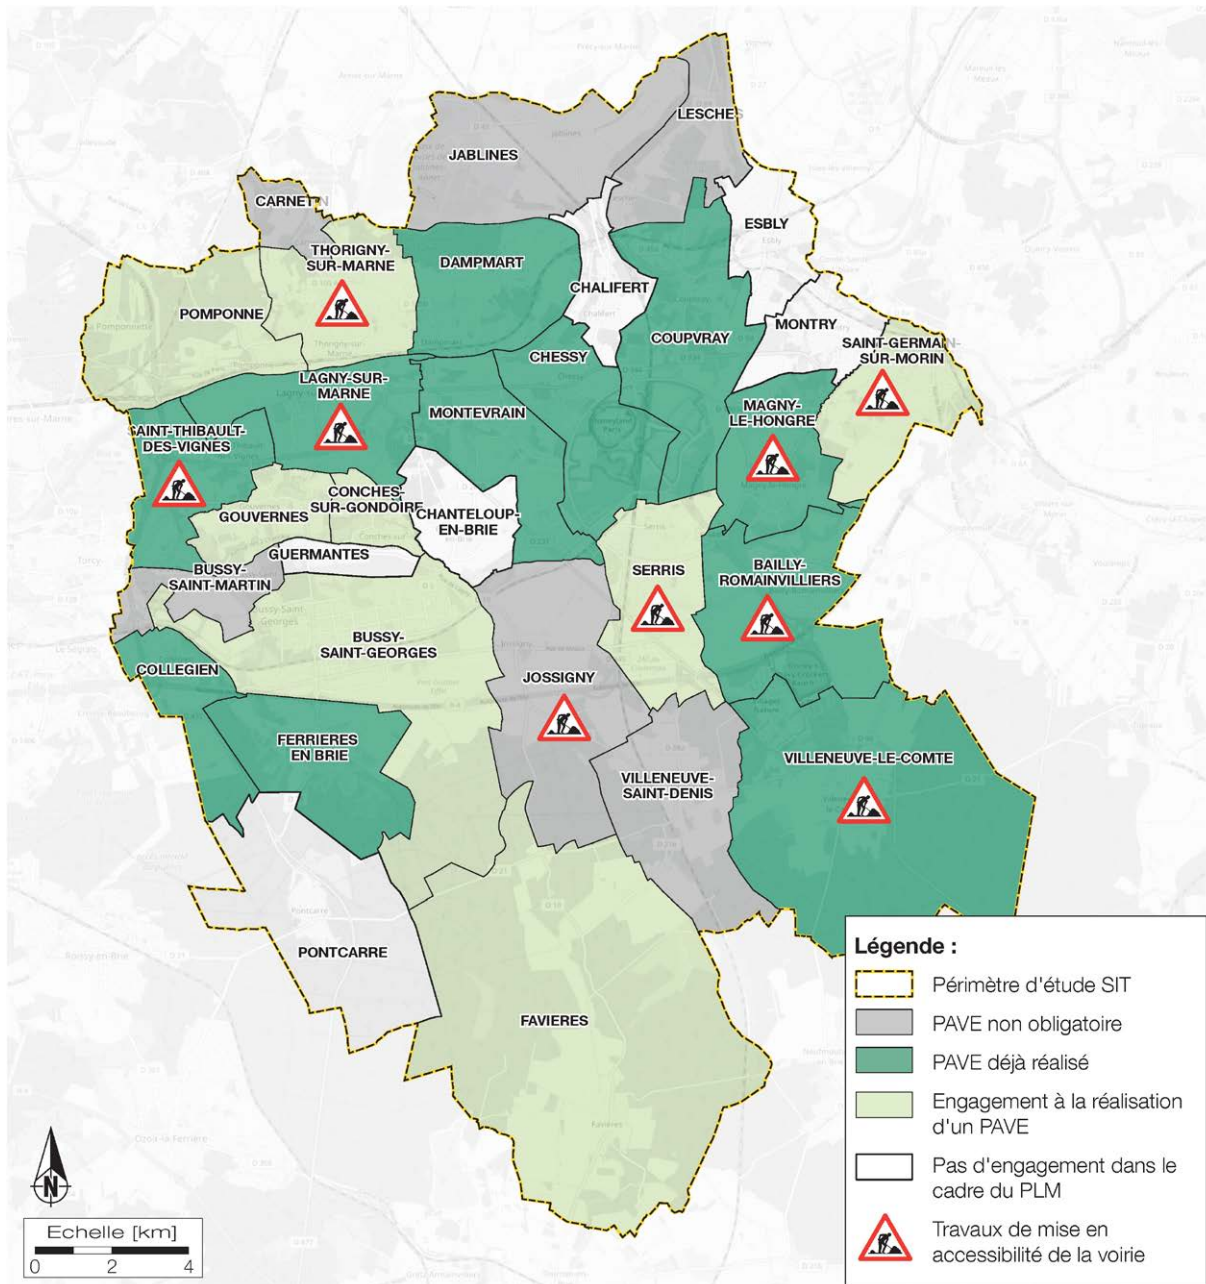 LESCHES
JABLINES
CARNETIN
ESBLY
THORIGNY-
SUR-MARNE
DAMPMART
CHALIFERT
POMPONNE
MONTRY
COUPVRAY
SAINT-GERMAIN-
SUR-MORIN
CHESSY
LAGNY-SUR-
MARNE
MONTEVRAIN
MAGNY-
LE-HONGRE
SAINT-THIBAULT-
DES-VIGNES
CONCHES-
SUR-GONDOIRE
GOUVERNES
CHANTELOUP-
EN-BRIE
GUERMANTES
BUSSY-
SAINT-MARTIN
SERRIS
BAILLY-
ROMAINVILLIERS
BUSSY-
SAINT-GEORGES
COLLEGIEN
JOSSIGNY
FERRIERES
EN BRIE
VILLENEUVE-
SAINT-DENIS
VILLENEUVE-LE-COMTE
PONTCARRE
FAVIERES
Légende :
Périmètre d'étude SIT
PAVE non obligatoire
PAVE déjà réalisé
Engagement à la réalisation
d'un PAVE
Pas d'engagement dans le
cadre du PLM
Travaux de mise en
accessibilité de la voirie
N
Echelle [km]
0 2 4